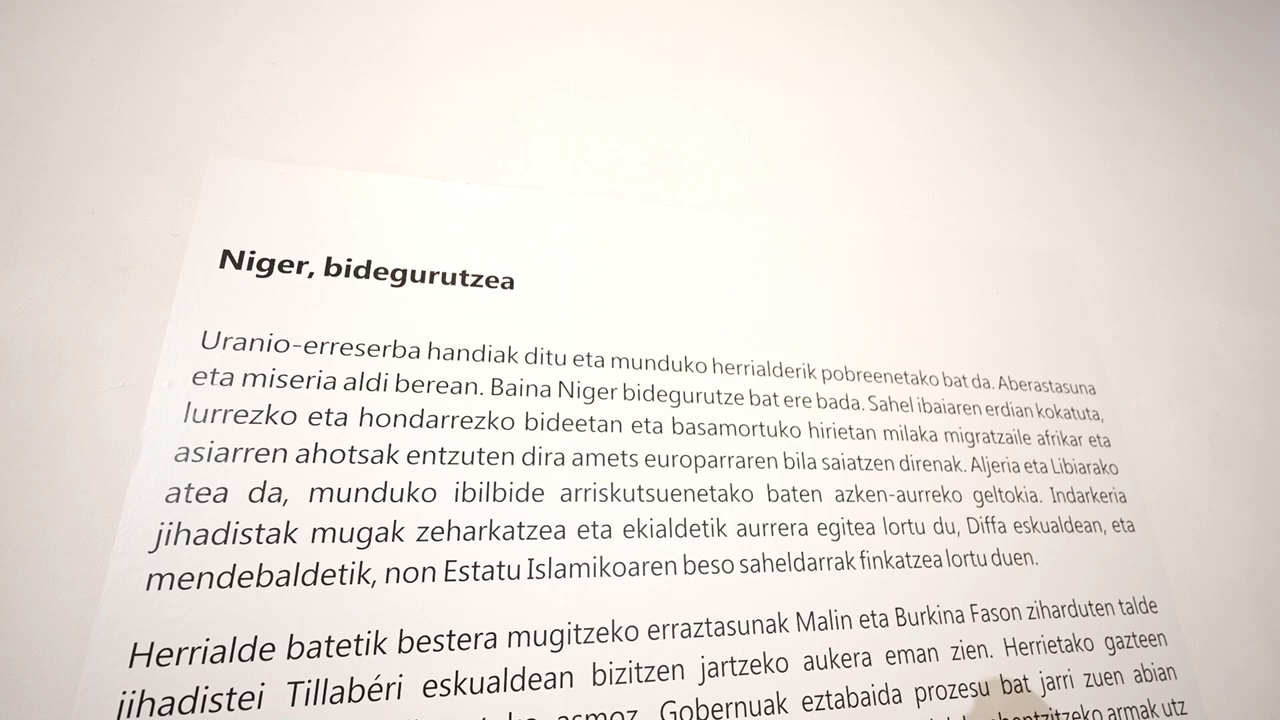 Niger, bidegurutzea
Uranio-erreserba handiak ditu eta munduko herrialderik pobreenetako bat da. Aberastasuna
eta miseria aldi berean. Baina Niger bidegurutze bat ere bada. Sahel ibaiaren erdian kokatuta,
lurrezko eta hondarrezko bideetan eta basamortuko hirietan milaka migratzaile afrikar eta
asiarren ahotsak entzuten dira amets europarraren bila saiatzen direnak. Aljeria eta Libiarako
atea da, munduko ibilbide arriskutsuenetako baten azken-aurreko geltokia. Indarkeria
jihadistak mugak zeharkatzea eta ekialdetik aurrera egitea lortu du, Diffa eskualdean, eta
mendebaldetik, non Estatu Islamikoaren beso saheldarrak finkatzea lortu duen.
Herrialde batetik bestera mugitzeko erraztasunak Malin eta Burkina Fason ziharduten talde
jihadistei Tillabéri eskualdean bizitzen jartzeko aukera eman zien. Herrietako gazteen
asmoz. Gobernuak eztabaida prozesu bat jarri zuen abian
armak utz